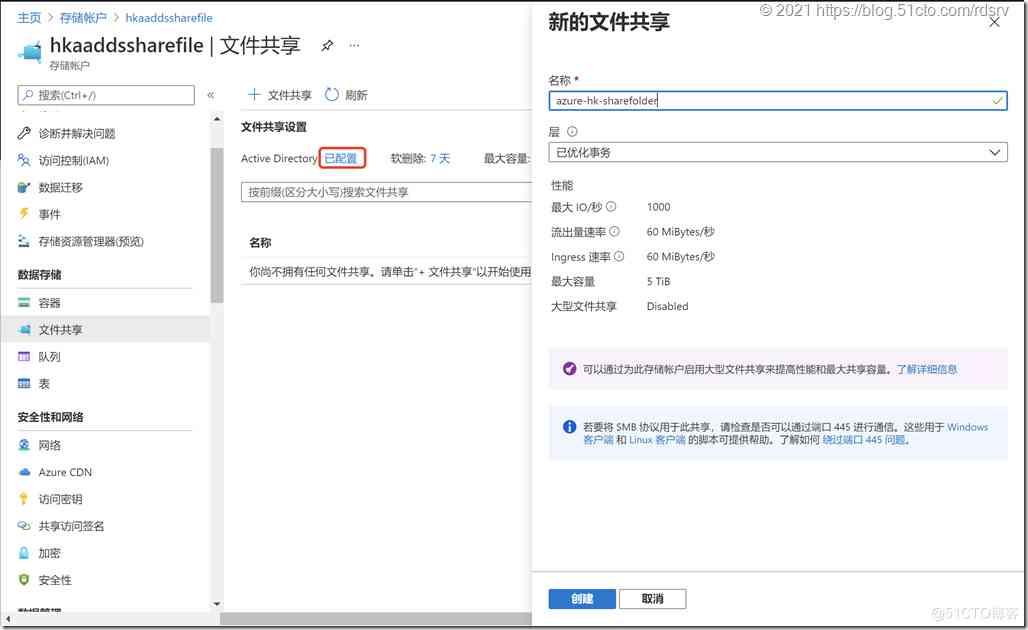 主页 > 存储帐户 > hkaaddssharefile
© 2021 https://blog.51cto.com/rdsrv
hkaaddssharefile | 文件共享
存储帐户
搜索(Ctrl+/)
诊断并解决问题
访问控制(IAM)
数据迁移
事件
存储资源管理器(预览)
数据存储
容器
文件共享
队列
表
安全性和网络
网络
Azure CDN
访问密钥
共享访问签名
加密
安全性
数据管理
+ 文件共享 刷新
文件共享设置
Active Directory 已配置 软删除: 7 天 最大容量:
按前缀(区分大小写)搜索文件共享
名称
你尚不拥有任何文件共享。请单击"+ 文件共享"以开始使用
新的文件共享
名称 *
azure-hk-sharefolder
层
已优化事务
性能
最大 IO/秒 1000
流出量速率 60 MiBytes/秒
Ingress 速率 60 MiBytes/秒
最大容量 5 TiB
大型文件共享 Disabled
可以通过为此存储帐户启用大型文件共享来提高性能和最大共享容量。了解详细信息
若要将 SMB 协议用于此共享，请检查是否可以通过端口 445 进行通信。这些用于 Windows
客户端 和 Linux 客户端 的脚本可提供帮助。了解如何 绕过端口 445 问题。
创建 取消
@51CTO博客